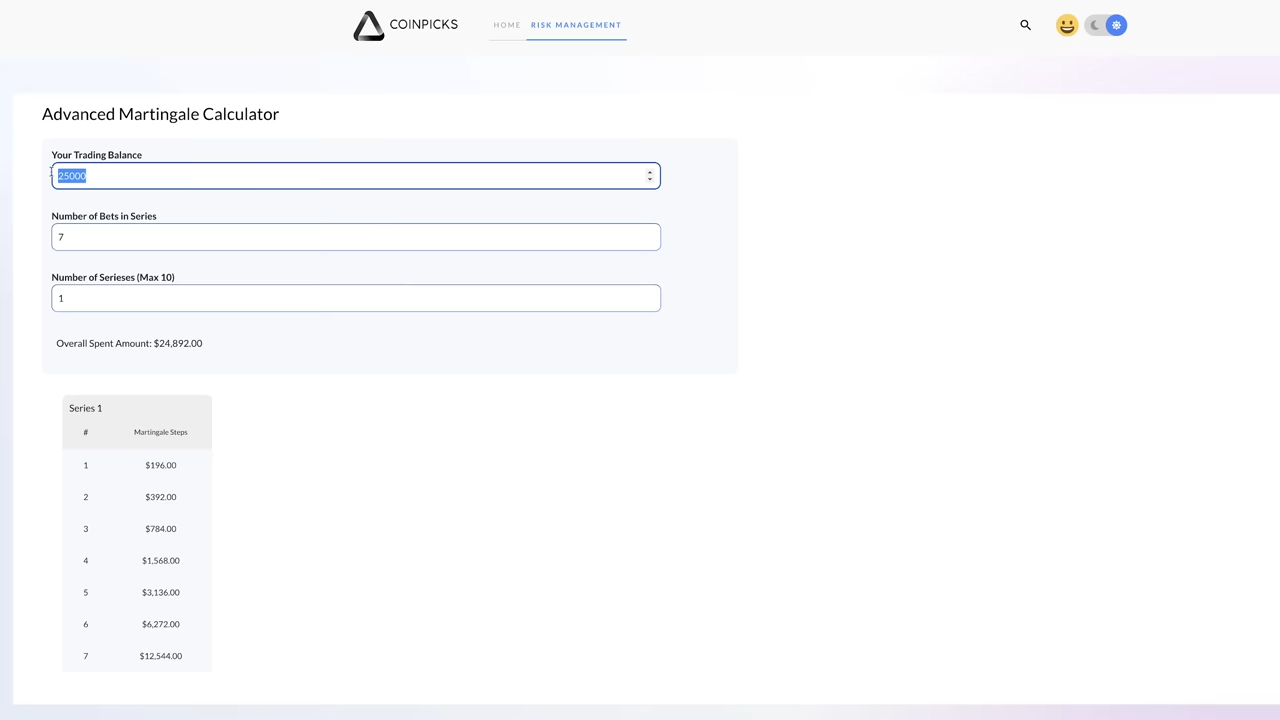 COINPICKS HOME RISK MANAGEMENT
Advanced Martingale Calculator
Your Trading Balance
25000
Number of Bets in Series
7
Number of Serieses (Max 10)
1
Overall Spent Amount: $24,892.00
Series 1
# Martingale Steps
1 $196.00
2 $392.00
3 $784.00
4 $1,568.00
5 $3,136.00
6 $6,272.00
7 $12,544.00